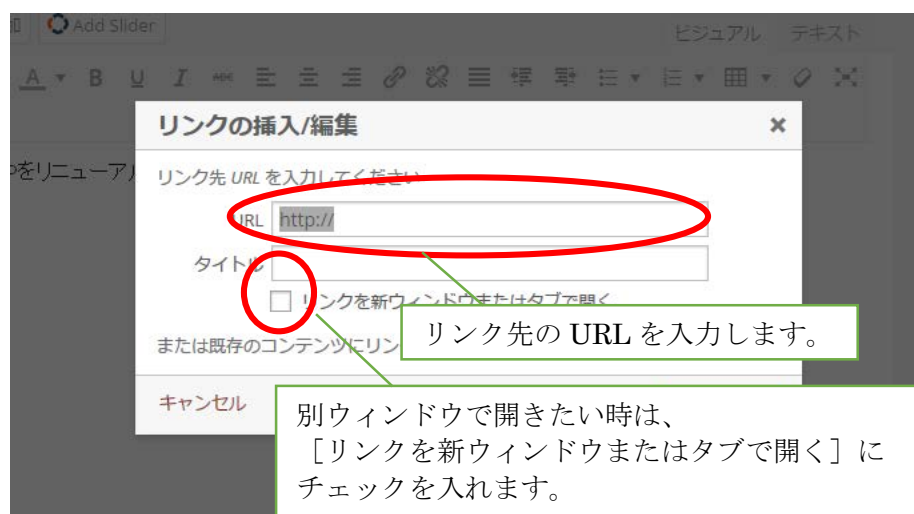 Add Slider
ビジュアル テキスト
A B U I ABC
リンクの挿入/編集
をリニューアル
リンク先 URL を入力してください
URL http://
タイトル
リンクを新ウィンドウまたはタブで開く
リンク先の URL を入力します。
または既存のコンテンツにリン
キャンセル
別ウィンドウで開きたい時は、
［リンクを新ウィンドウまたはタブで開く］に
チェックを入れます。